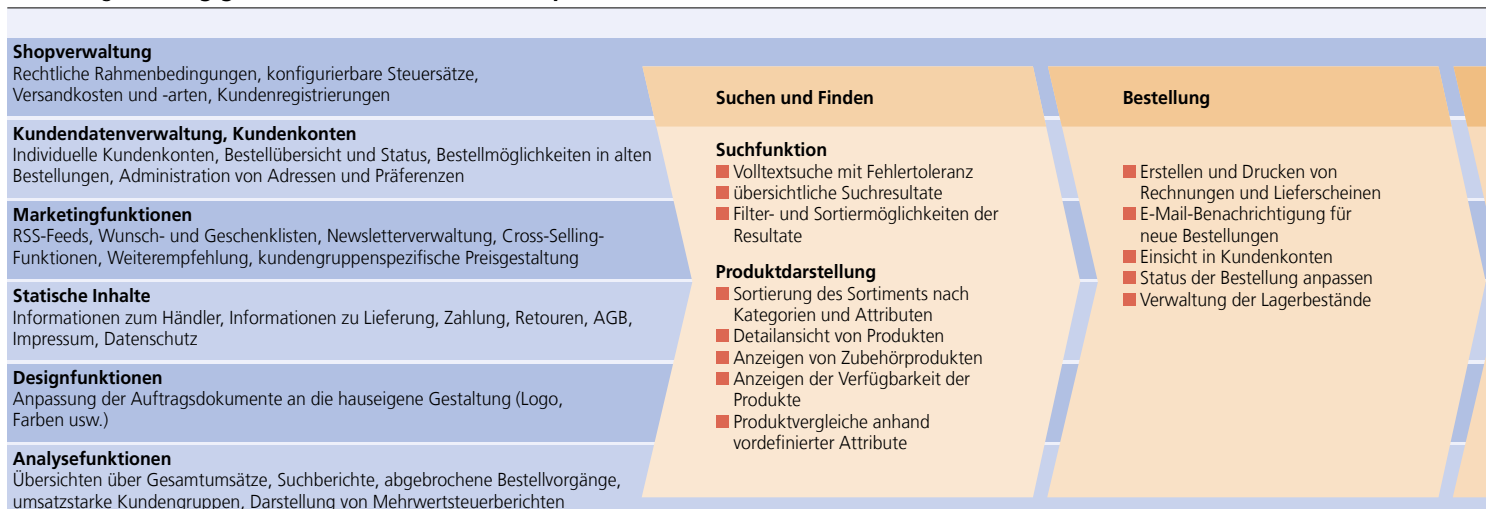 Shopverwaltung
Rechtliche Rahmenbedingungen, konfigurierbare Steuersätze,
Versandkosten und -arten, Kundenregistrierungen
Kundendatenverwaltung, Kundenkonten
Individuelle Kundenkonten, Bestellübersicht und Status, Bestellmöglichkeiten in alten
Bestellungen, Administration von Adressen und Präferenzen
Marketingfunktionen
RSS-Feeds, Wunsch- und Geschenklisten, Newsletterverwaltung, Cross-Selling-
Funktionen, Weiterempfehlung, kundengruppenspezifische Preisgestaltung
Statische Inhalte
Informationen zum Händler, Informationen zu Lieferung, Zahlung, Retouren, AGB,
Impressum, Datenschutz
Designfunktionen
Anpassung der Auftragsdokumente an die hauseigene Gestaltung (Logo,
Farben usw.)
Analysefunktionen
Übersichten über Gesamtumsätze, Suchberichte, abgebrochene Bestellvorgänge,
umsatzstarke Kundengruppen, Darstellung von Mehrwertsteuerberichten
Suchen und Finden
Suchfunktion
Volltextsuche mit Fehlertoleranz
übersichtliche Suchresultate
Filter- und Sortiermöglichkeiten der
Resultate
Produktdarstellung
Sortierung des Sortiments nach
Kategorien und Attributen
Detailansicht von Produkten
Anzeigen von Zubehörprodukten
Anzeigen der Verfügbarkeit der
Produkte
Produktvergleiche anhand
vordefinierter Attribute
Bestellung
Erstellen und Drucken von
Rechnungen und Lieferscheinen
E-Mail-Benachrichtigung für
neue Bestellungen
Einsicht in Kundenkonten
Status der Bestellung anpassen
Verwaltung der Lagerbestände